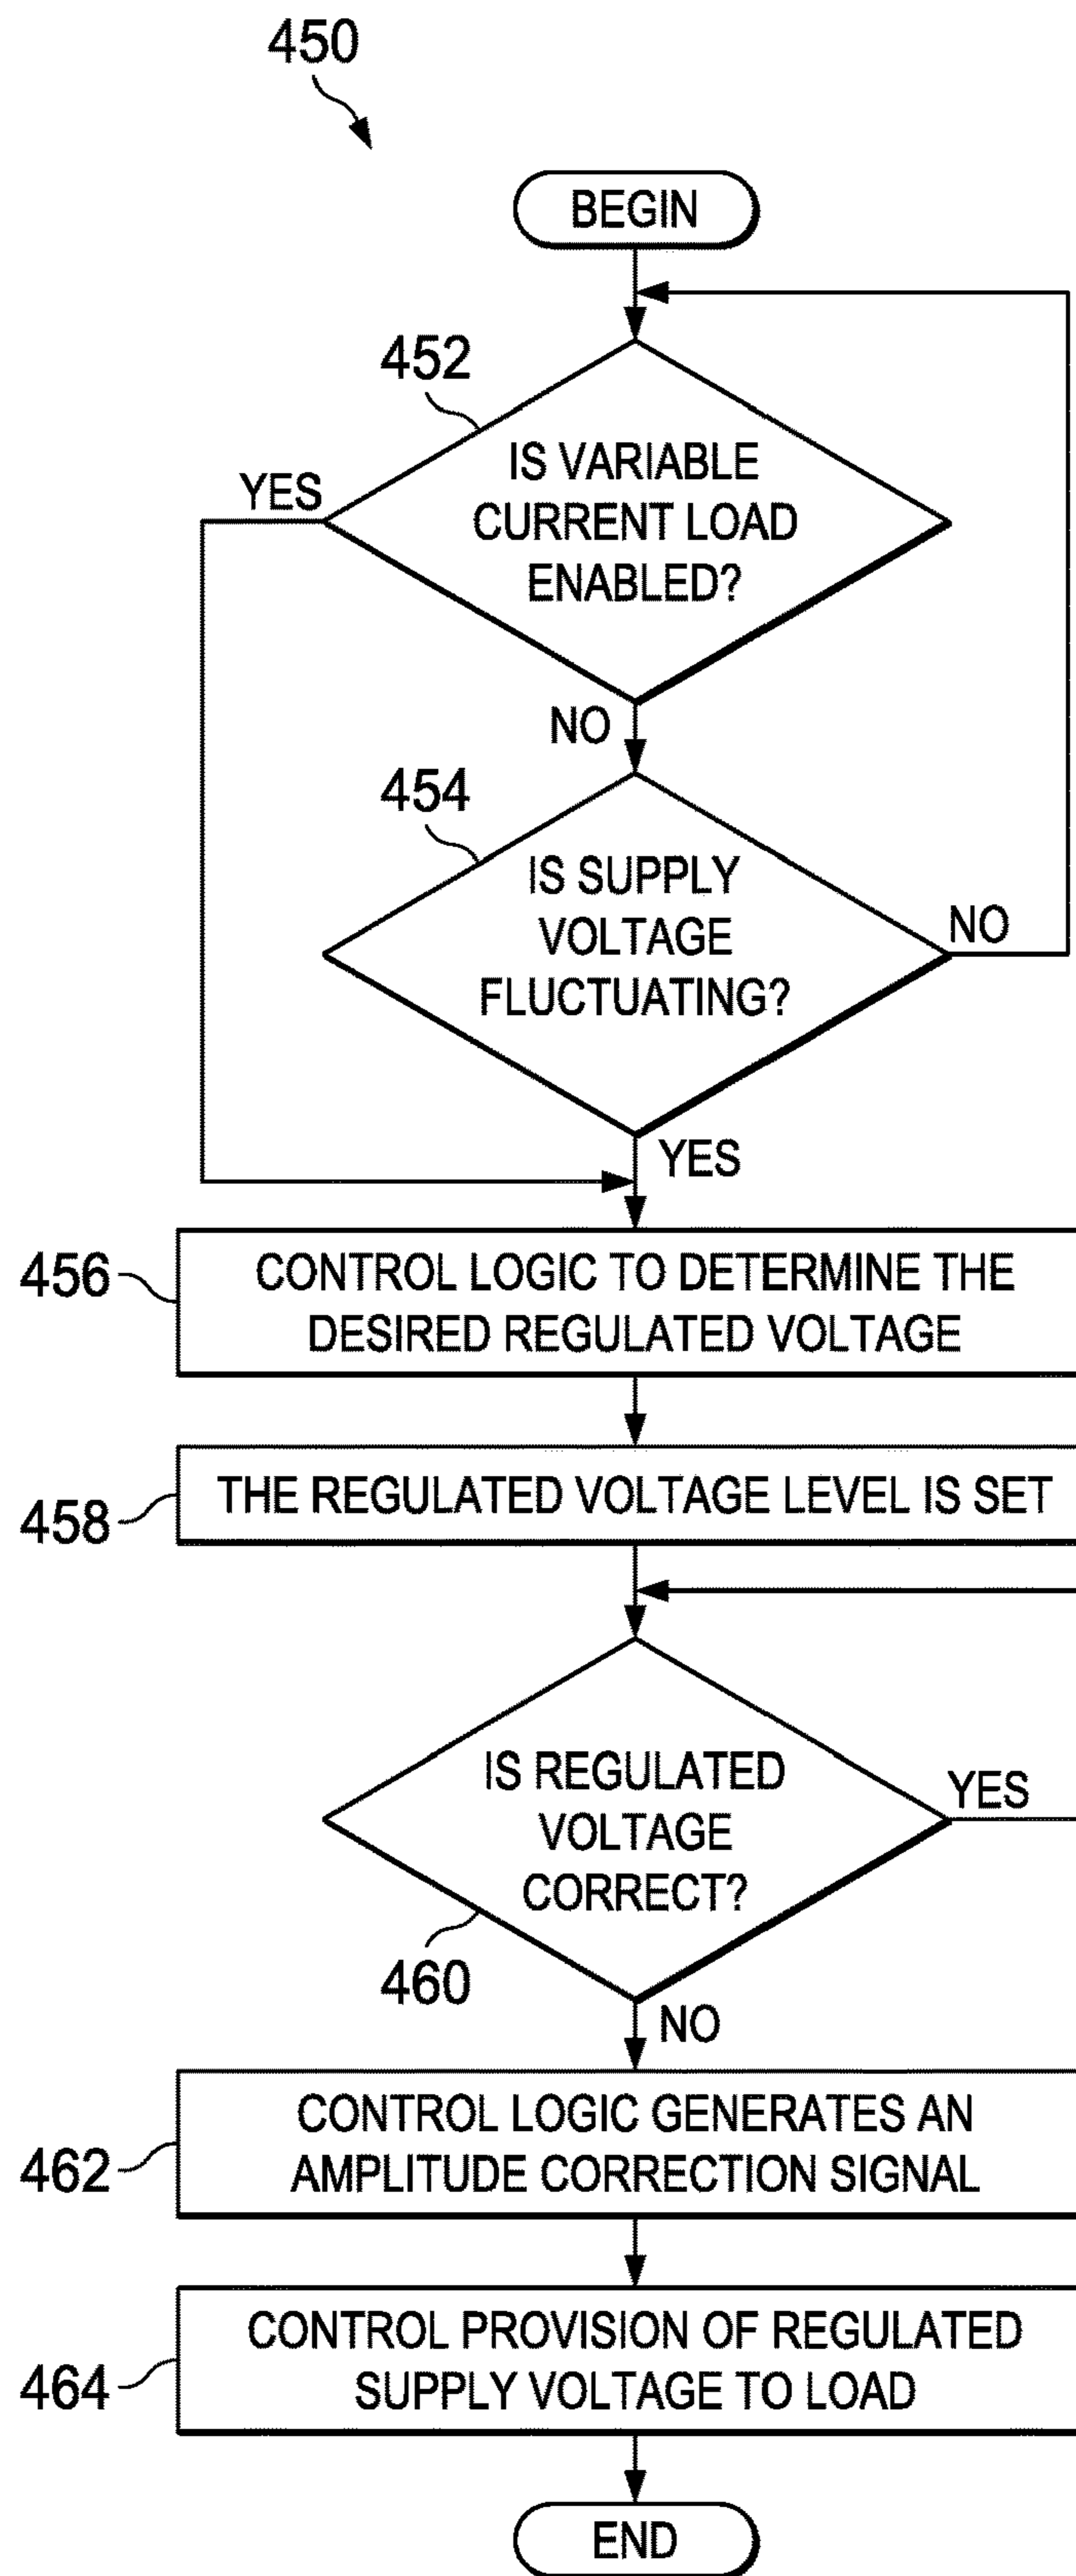 450
BEGIN
452
YES
IS VARIABLE
CURRENT LOAD
ENABLED?
NO
454
IS SUPPLY
VOLTAGE
FLUCTUATING?
NO
YES
456
CONTROL LOGIC TO DETERMINE THE
DESIRED REGULATED VOLTAGE
458
THE REGULATED VOLTAGE LEVEL IS SET
IS REGULATED
VOLTAGE
CORRECT?
YES
460
NO
462
CONTROL LOGIC GENERATES AN
AMPLITUDE CORRECTION SIGNAL
464
CONTROL PROVISION OF REGULATED
SUPPLY VOLTAGE TO LOAD
END